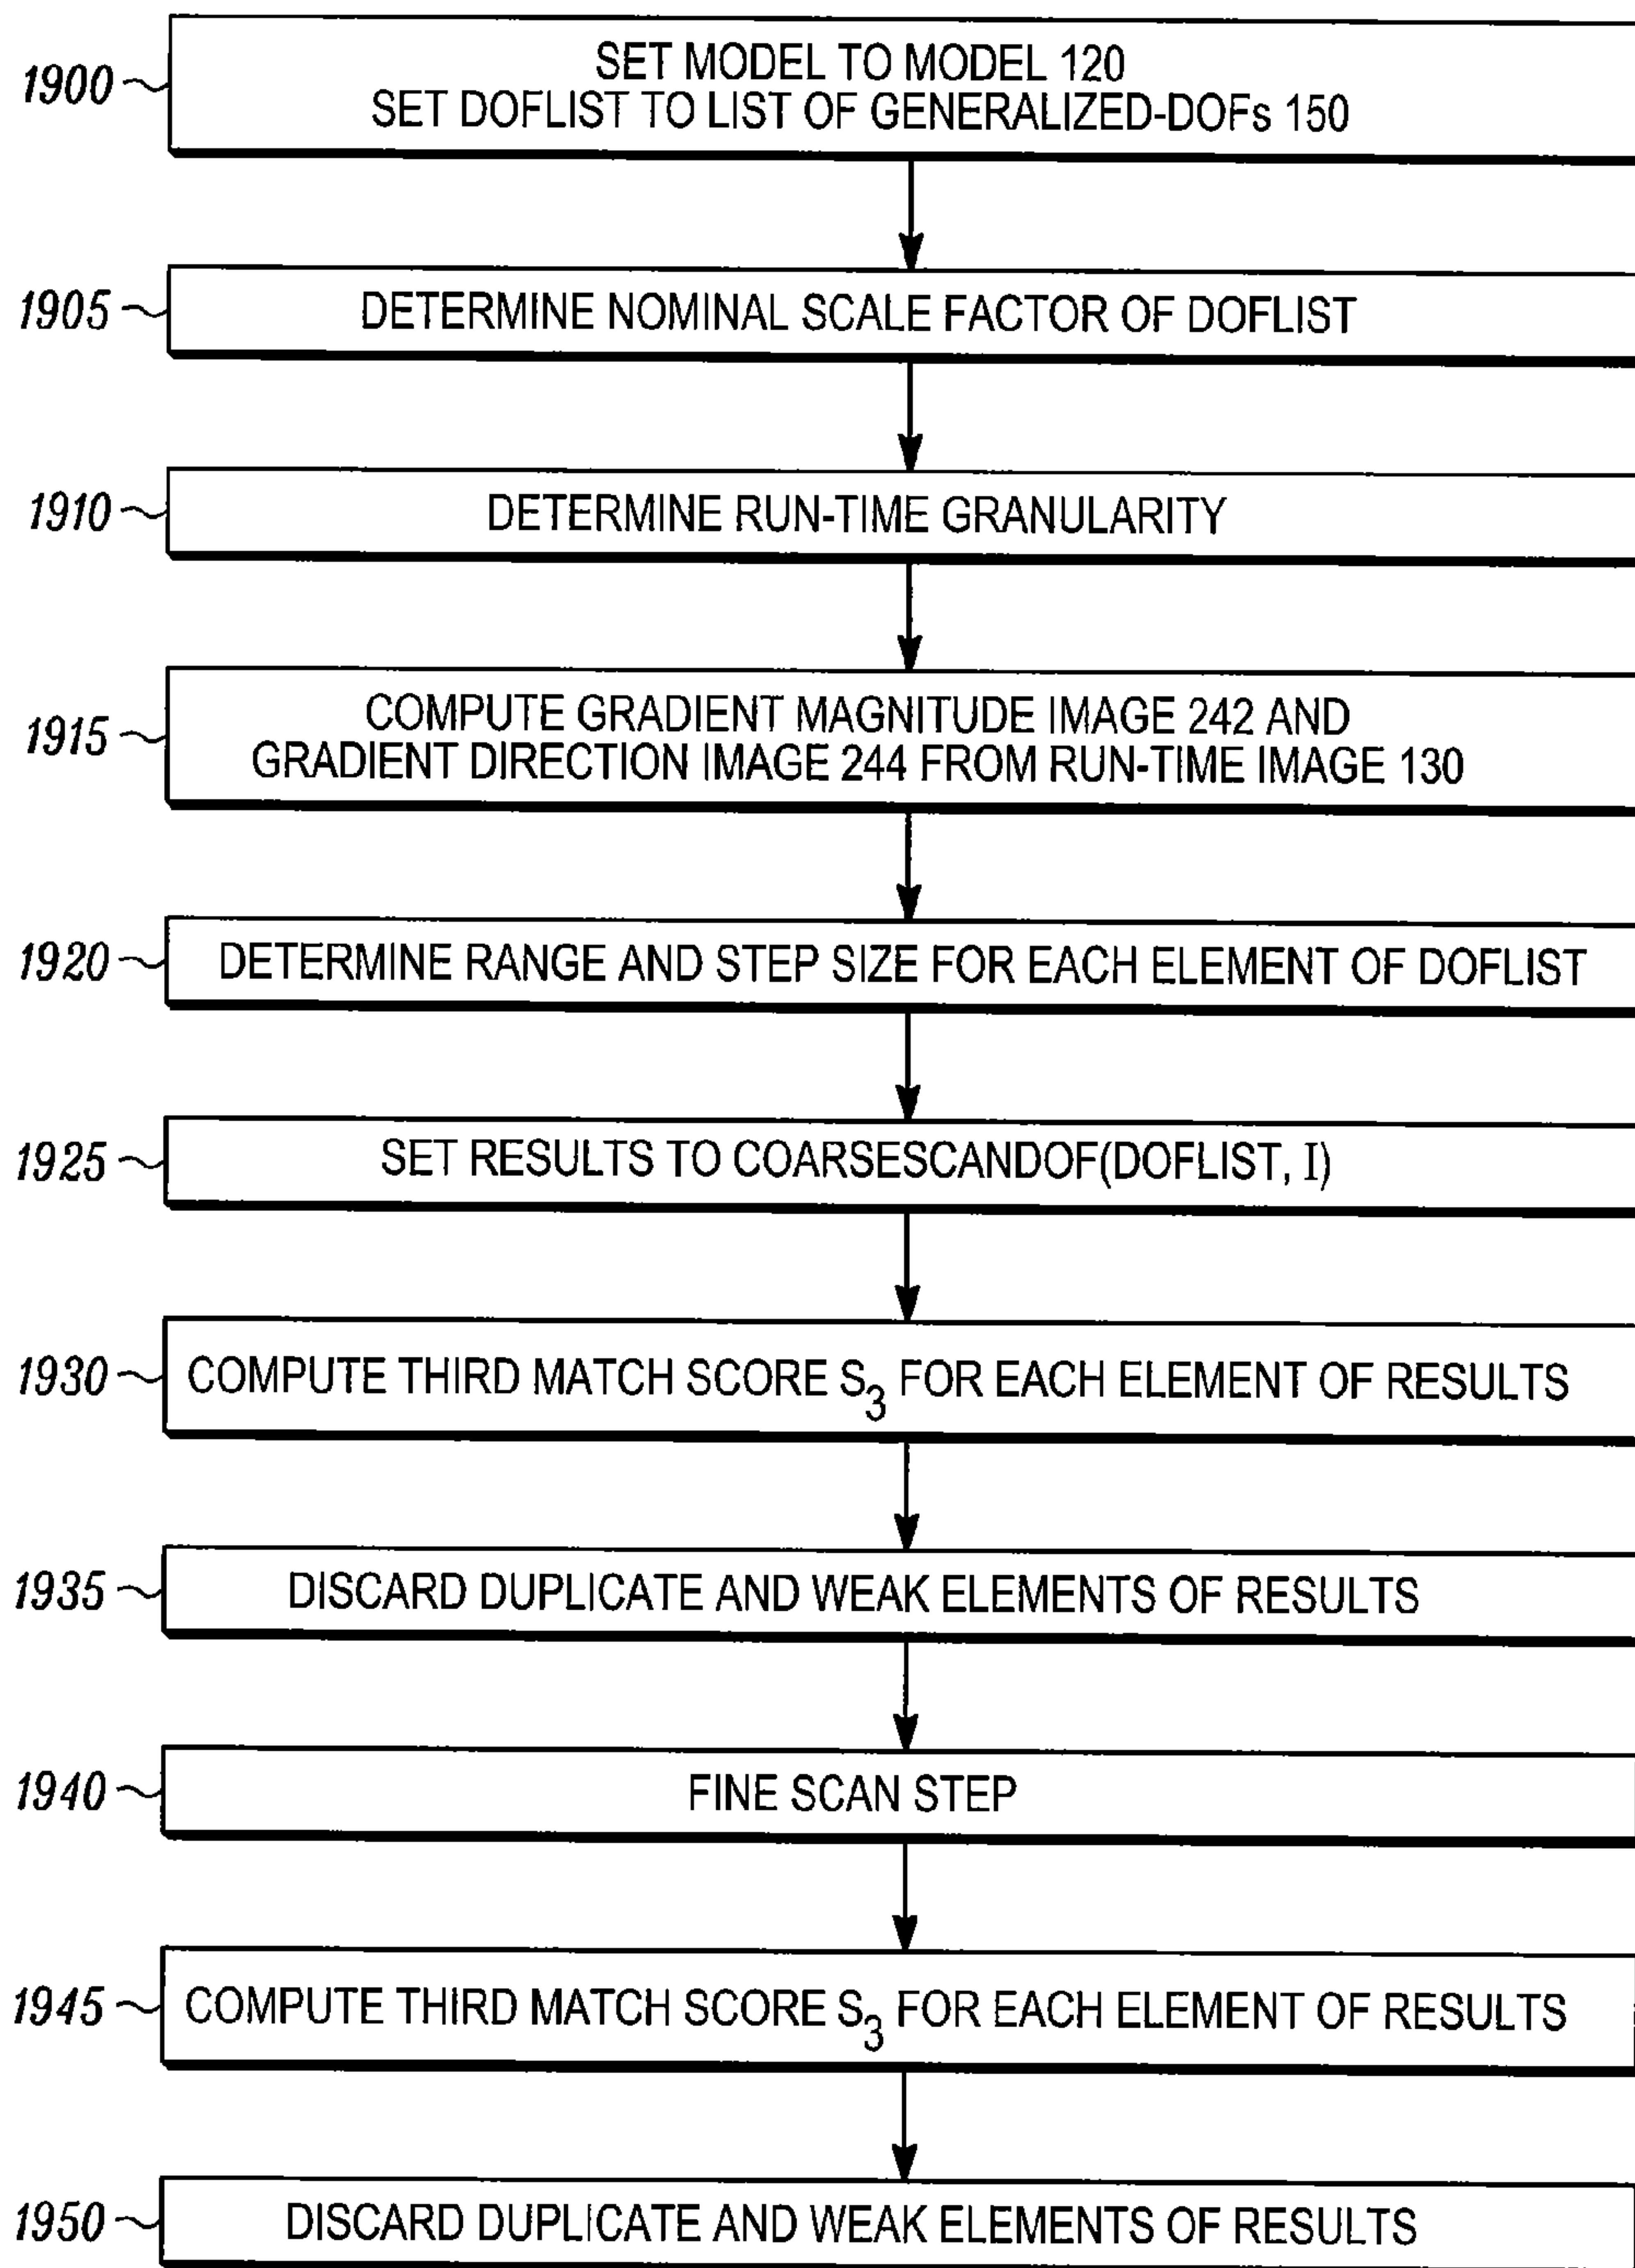 1900
SET MODEL TO MODEL 120
SET DOFLIST TO LIST OF GENERALIZED-DOFs 150
1905
DETERMINE NOMINAL SCALE FACTOR OF DOFLIST
1910
DETERMINE RUN-TIME GRANULARITY
1915
COMPUTE GRADIENT MAGNITUDE IMAGE 242 AND
GRADIENT DIRECTION IMAGE 244 FROM RUN-TIME IMAGE 130
1920
DETERMINE RANGE AND STEP SIZE FOR EACH ELEMENT OF DOFLIST
1925
SET RESULTS TO COARSESCANDOF(DOFLIST, I)
1930
COMPUTE THIRD MATCH SCORE S3 FOR EACH ELEMENT OF RESULTS
1935
DISCARD DUPLICATE AND WEAK ELEMENTS OF RESULTS
1940
FINE SCAN STEP
1945
COMPUTE THIRD MATCH SCORE S3 FOR EACH ELEMENT OF RESULTS
1950
DISCARD DUPLICATE AND WEAK ELEMENTS OF RESULTS